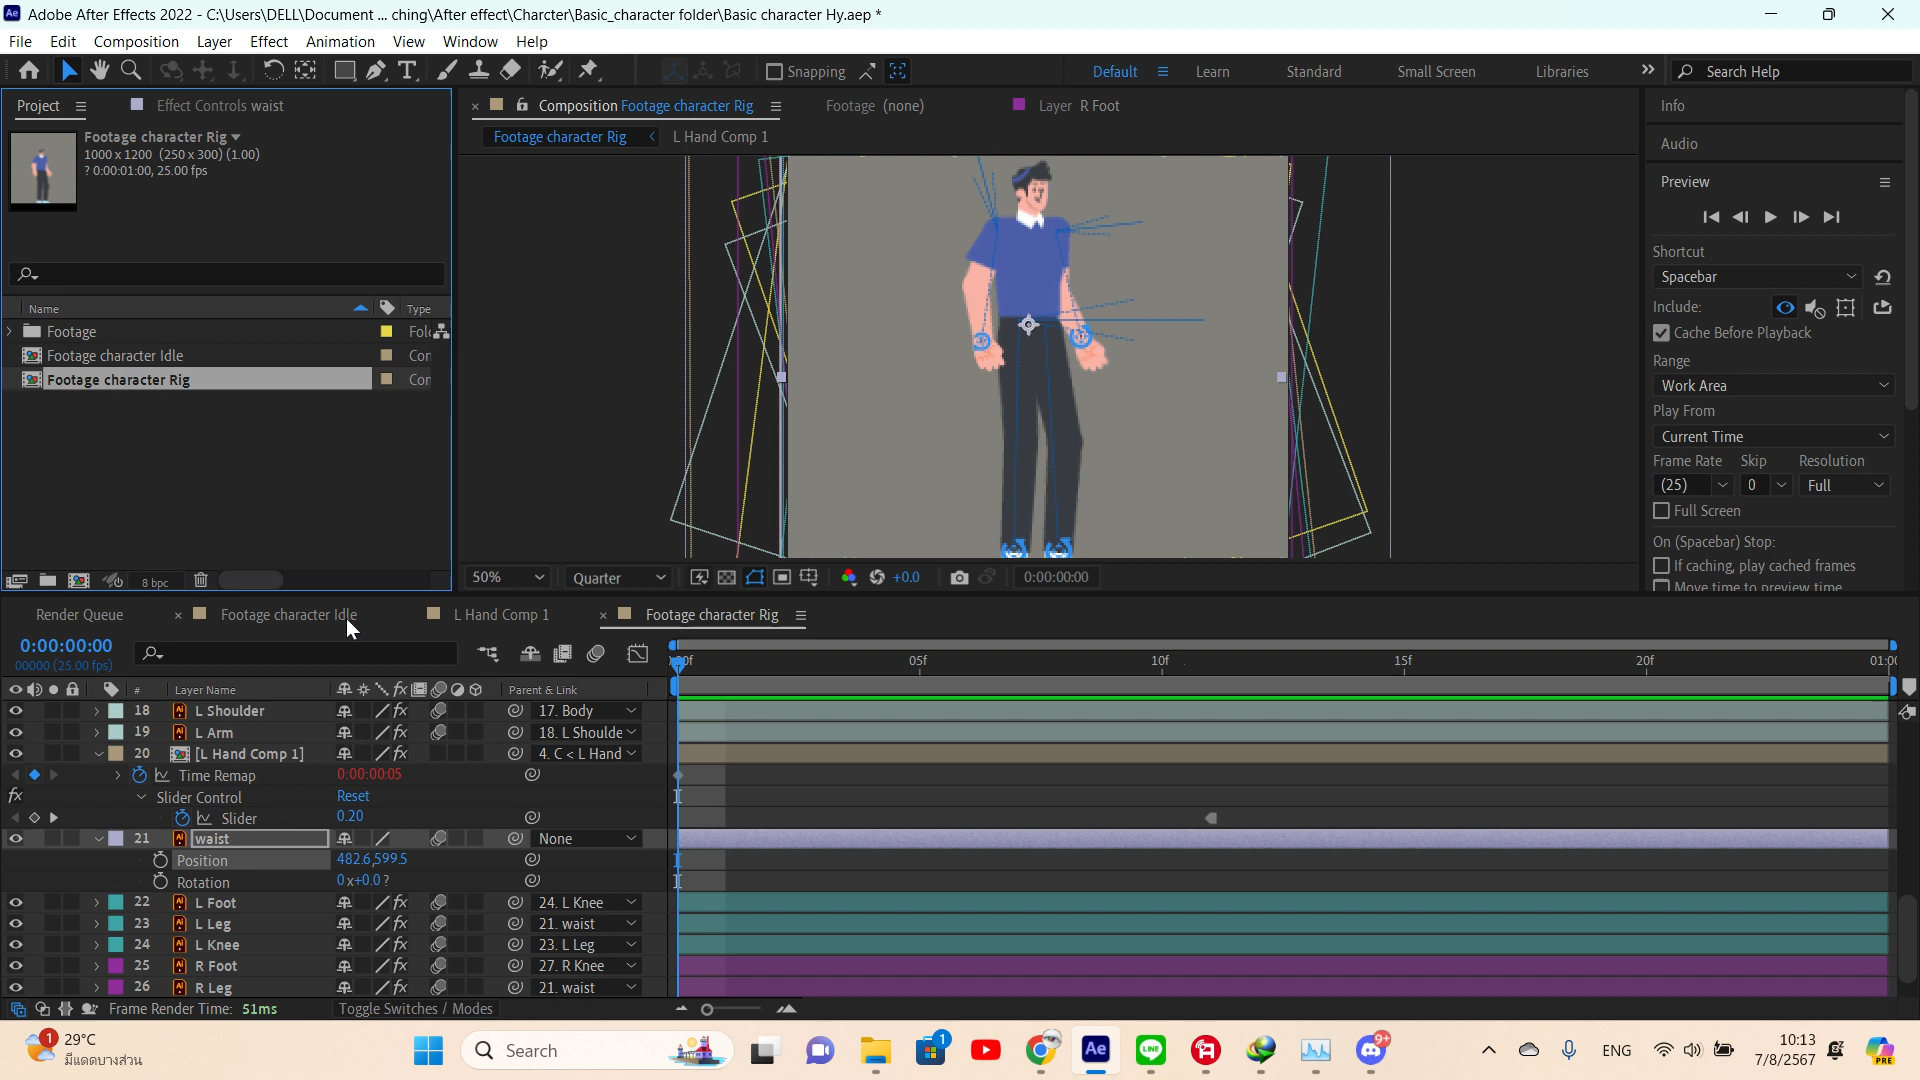 Adobe After Effects 2022 - C:\Users\DELL\Document ... ching\After effect\Charcter\Basic_character folder\Basic character Hy.aep *
File Edit Composition Layer Effect Animation View Window Help
Snapping Default Learn Standard Small Screen Libraries Search Help
Project Effect Controls waist
Footage character Rig
1000 x 1200 (250 x 300) (1.00)
? 0:00:01:00, 25.00 fps
Name Type
Footage Fol
Footage character Idle Con
Footage character Rig Con
8 bpc
Composition Footage character Rig Footage (none) Layer R Foot
Footage character Rig L Hand Comp 1
50% Quarter +0.0 0:00:00:00
Info
Audio
Preview
Shortcut
Spacebar
Include:
Cache Before Playback
Range
Work Area
Play From
Current Time
Frame Rate Skip Resolution
(25) 0 Full
Full Screen
On (Spacebar) Stop:
If caching, play cached frames
Move time to preview time
Render Queue Footage character Idle L Hand Comp 1 Footage character Rig
0:00:00:00
00000 (25.00 fps)
05f 10f 15f 20f
# Layer Name Parent & Link
18 L Shoulder 17. Body
19 L Arm 18. L Shoulde
20 [L Hand Comp 1] 4. C < L Hand
Time Remap 0:00:00:05
fx Slider Control Reset
Slider 0.20
21 waist None
Position 482.6,599.5
Rotation 0x+0.0 ?
22 L Foot 24. L Knee
23 L Leg 21. waist
24 L Knee 23. L Leg
25 R Foot 27. R Knee
26 R Leg 21. waist
Frame Render Time: 51ms Toggle Switches / Modes
29°C
มีแดดบางส่วน
Search
ENG
10:13
7/8/2567